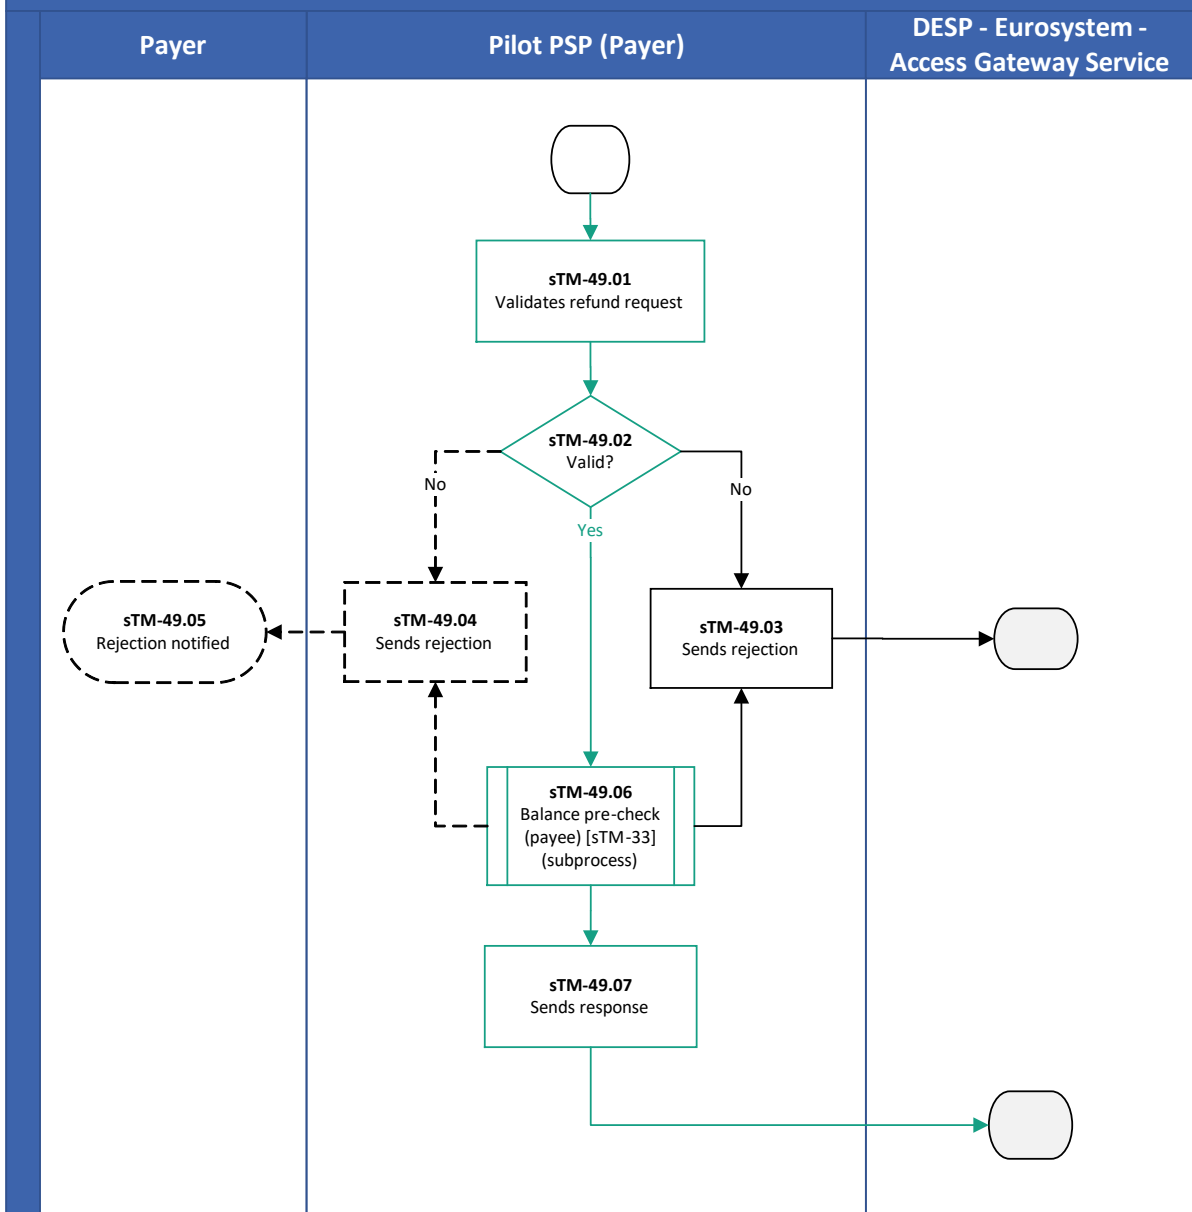 Payer
Pilot PSP (Payer)
DESP - Eurosystem -
Access Gateway Service
sTM-49.01
Validates refund request
sTM-49.02
Valid?
No
No
Yes
sTM-49.05
Rejection notified
sTM-49.04
Sends rejection
sTM-49.03
Sends rejection
sTM-49.06
Balance pre-check
(payee) [sTM-33]
(subprocess)
sTM-49.07
Sends response